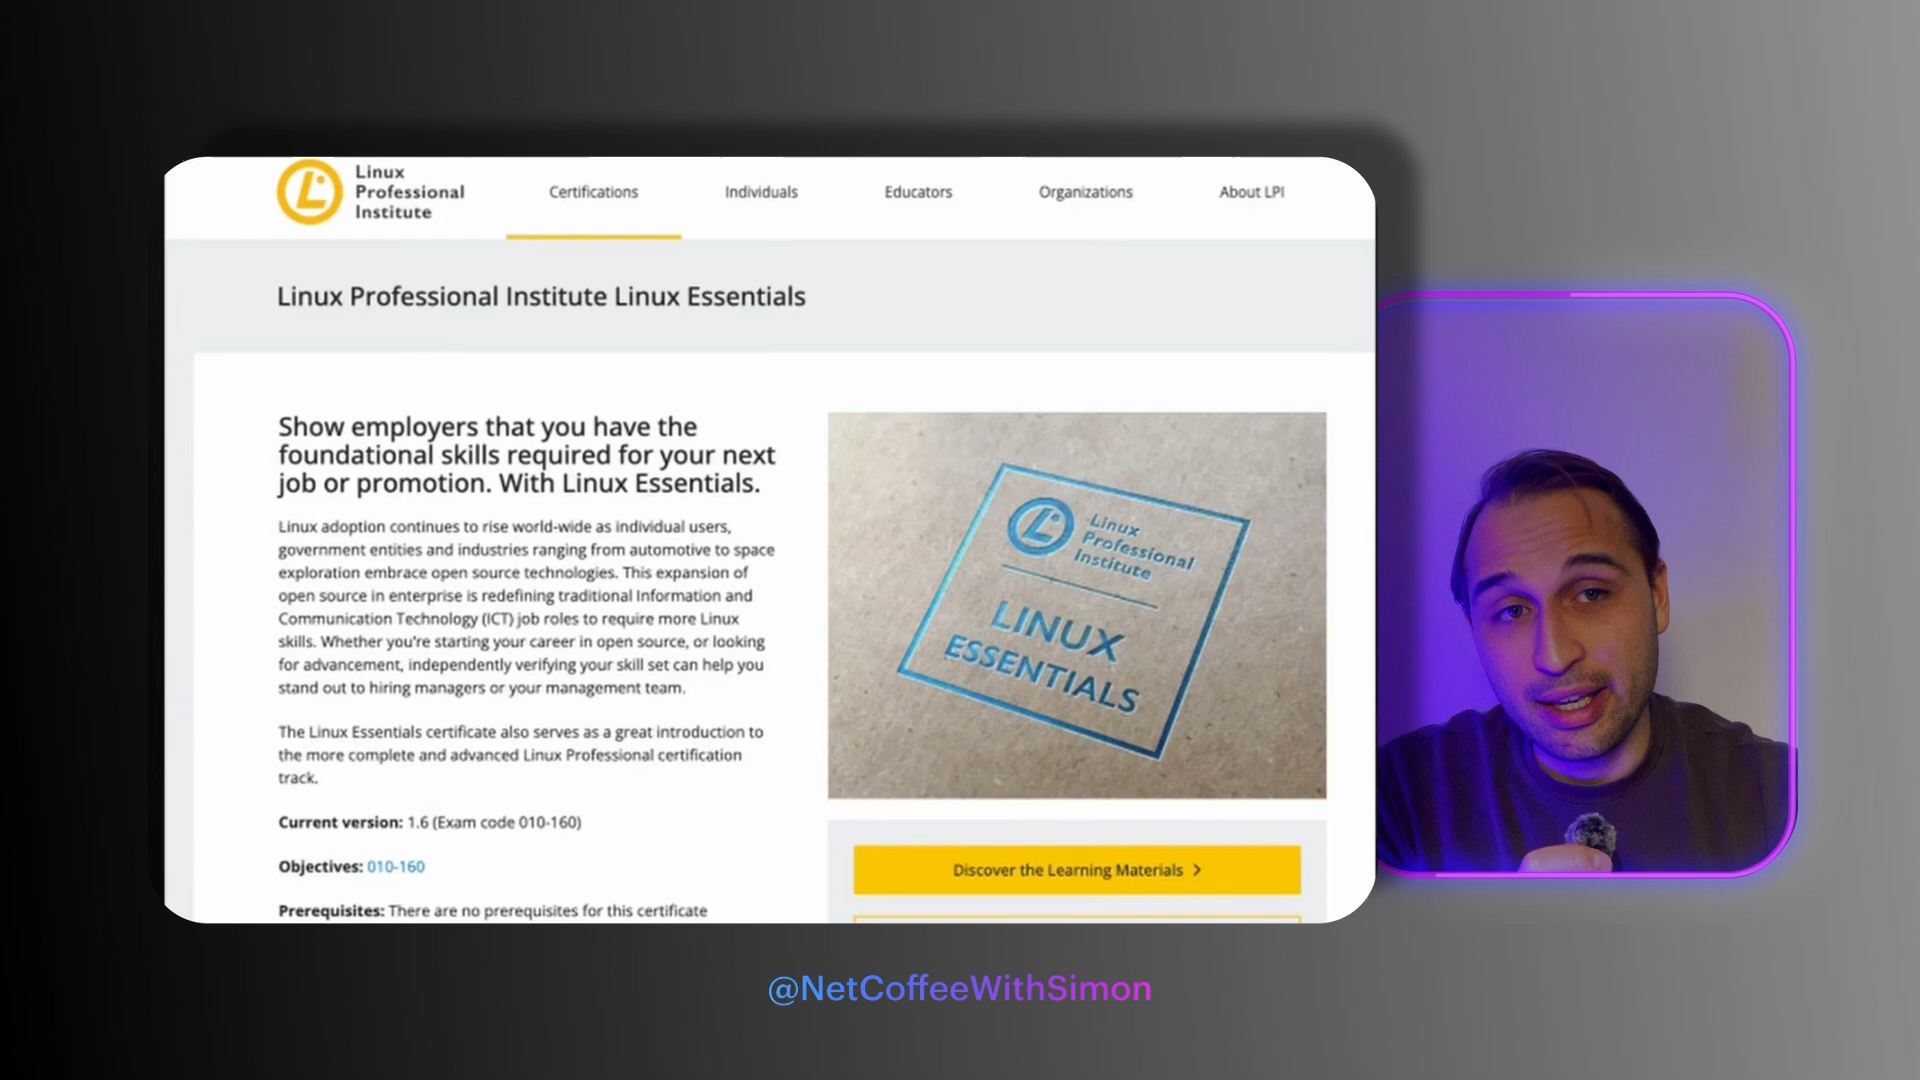 Linux
Professional
Institute
Certifications
Individuals
Educators
Organizations
About LPI
Linux Professional Institute Linux Essentials
Show employers that you have the
foundational skills required for your next
job or promotion. With Linux Essentials.
Linux adoption continues to rise world-wide as individual users,
government entities and industries ranging from automotive to space
exploration embrace open source technologies. This expansion of
open source in enterprise is redefining traditional Information and
Communication Technology (ICT) job roles to require more Linux
skills. Whether you're starting your career in open source, or looking
for advancement, independently verifying your skill set can help you
stand out to hiring managers or your management team.
The Linux Essentials certificate also serves as a great introduction to
the more complete and advanced Linux Professional certification
track.
Current version: 1.6 (Exam code 010-160)
Objectives: 010-160
Prerequisites: There are no prerequisites for this certificate
Linux
Professional
Institute
LINUX
ESSENTIALS
Discover the Learning Materials
@NetCoffeeWithSimon